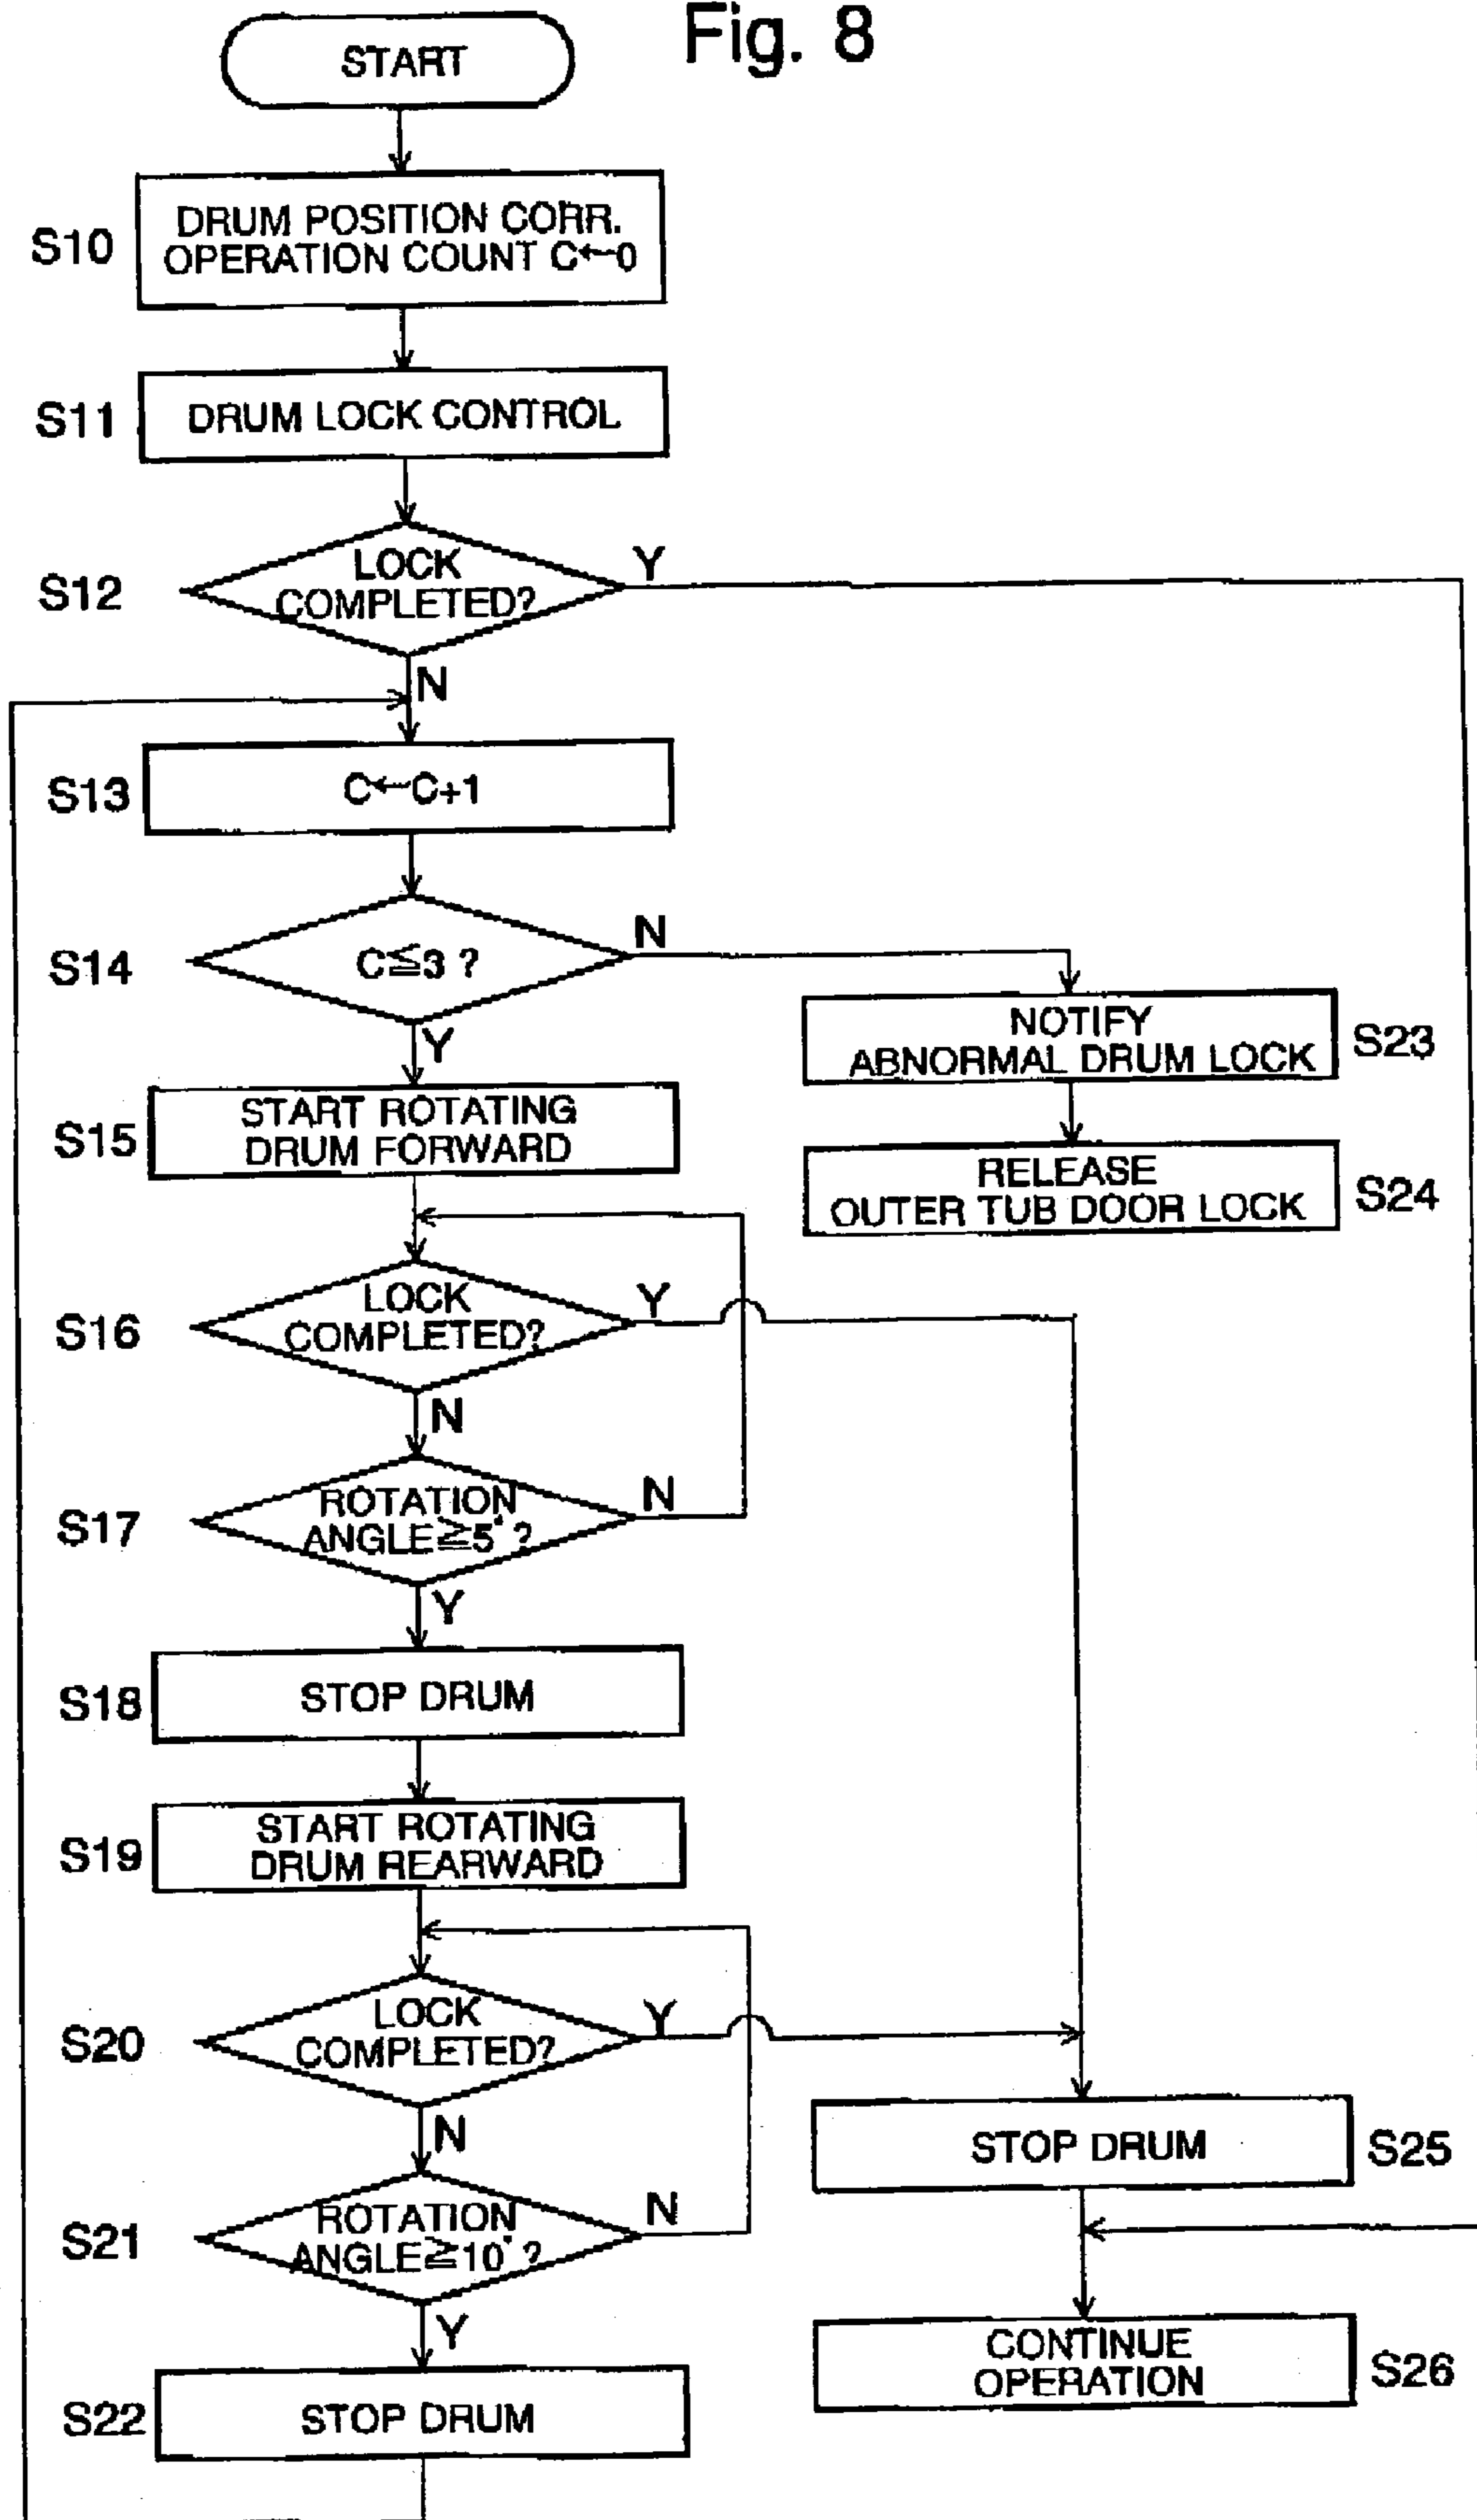 Fig. 8
START
S10
DRUM POSITION CORR.
OPERATION COUNT C←0
S11
DRUM LOCK CONTROL
S12
LOCK
COMPLETED?
Y
N
S13
C←C+1
S14
C≦3 ?
N
Y
NOTIFY
ABNORMAL DRUM LOCK
S23
S15
START ROTATING
DRUM FORWARD
RELEASE
OUTER TUB DOOR LOCK
S24
S16
LOCK
COMPLETED?
Y
N
S17
ROTATION
ANGLE≧5° ?
N
Y
S18
STOP DRUM
S19
START ROTATING
DRUM REARWARD
S20
LOCK
COMPLETED?
Y
N
STOP DRUM
S25
S21
ROTATION
ANGLE≧10° ?
N
Y
CONTINUE
OPERATION
S26
S22
STOP DRUM